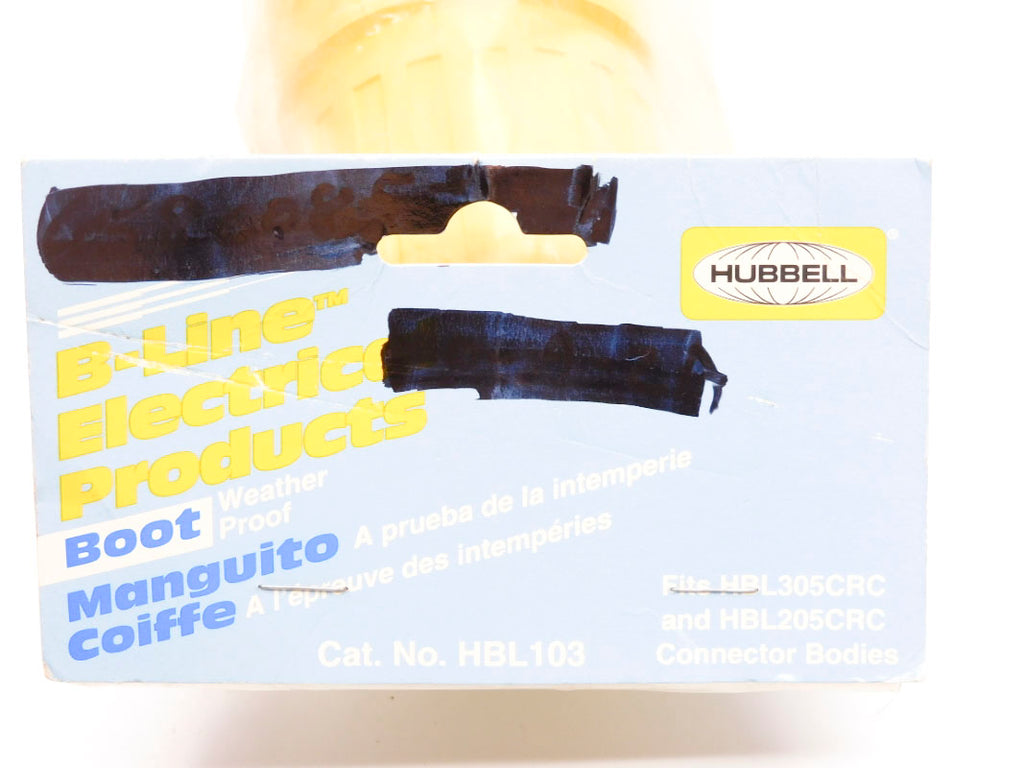 HUBBELL®
B-Line™
Electrical
Products
Boot Weather Proof
Manguito A prueba de la intemperie
Coiffe A l'épreuve des intempéries
Cat. No. HBL103
Fits HBL305CRC
and HBL205CRC
Connector Bodies